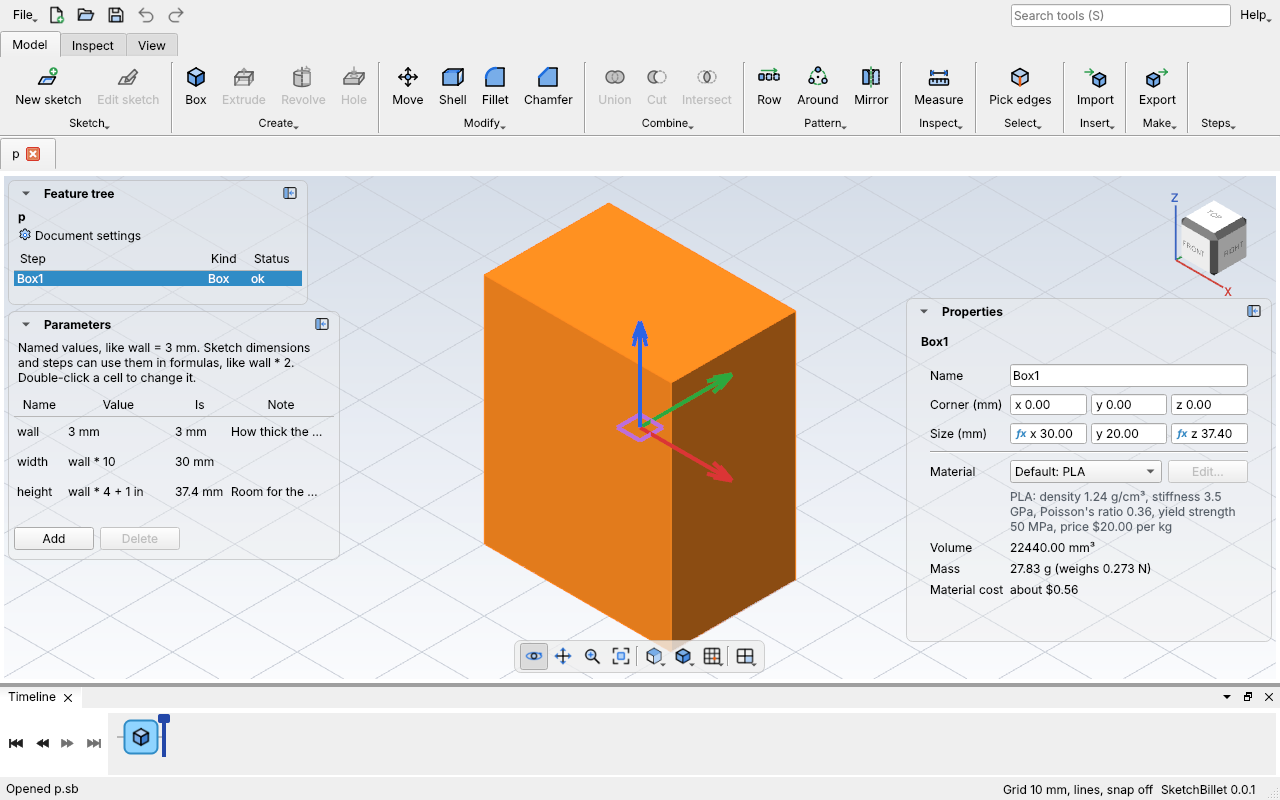 File
Search tools (S)
Help
Model
Inspect
View
New sketch
Edit sketch
Box
Extrude
Revolve
Hole
Move
Shell
Fillet
Chamfer
Union
Cut
Intersect
Row
Around
Mirror
Measure
Pick edges
Import
Export
Sketch
Create
Modify
Combine
Pattern
Inspect
Select
Insert
Make
Steps
p
Feature tree
p
Document settings
Step Kind Status
Box1 Box ok
Parameters
Named values, like wall = 3 mm. Sketch dimensions
and steps can use them in formulas, like wall * 2.
Double-click a cell to change it.
Name Value Is Note
wall 3 mm 3 mm How thick the ...
width wall * 10 30 mm
height wall * 4 + 1 in 37.4 mm Room for the ...
Add Delete
Z
TOP
FRONT
RIGHT
X
Properties
Box1
Name Box1
Corner (mm) x 0.00 y 0.00 z 0.00
Size (mm) fx x 30.00 y 20.00 fx z 37.40
Material Default: PLA Edit...
PLA: density 1.24 g/cm³, stiffness 3.5
GPa, Poisson's ratio 0.36, yield strength
50 MPa, price $20.00 per kg
Volume 22440.00 mm³
Mass 27.83 g (weighs 0.273 N)
Material cost about $0.56
Timeline
Opened p.sb
Grid 10 mm, lines, snap off SketchBillet 0.0.1